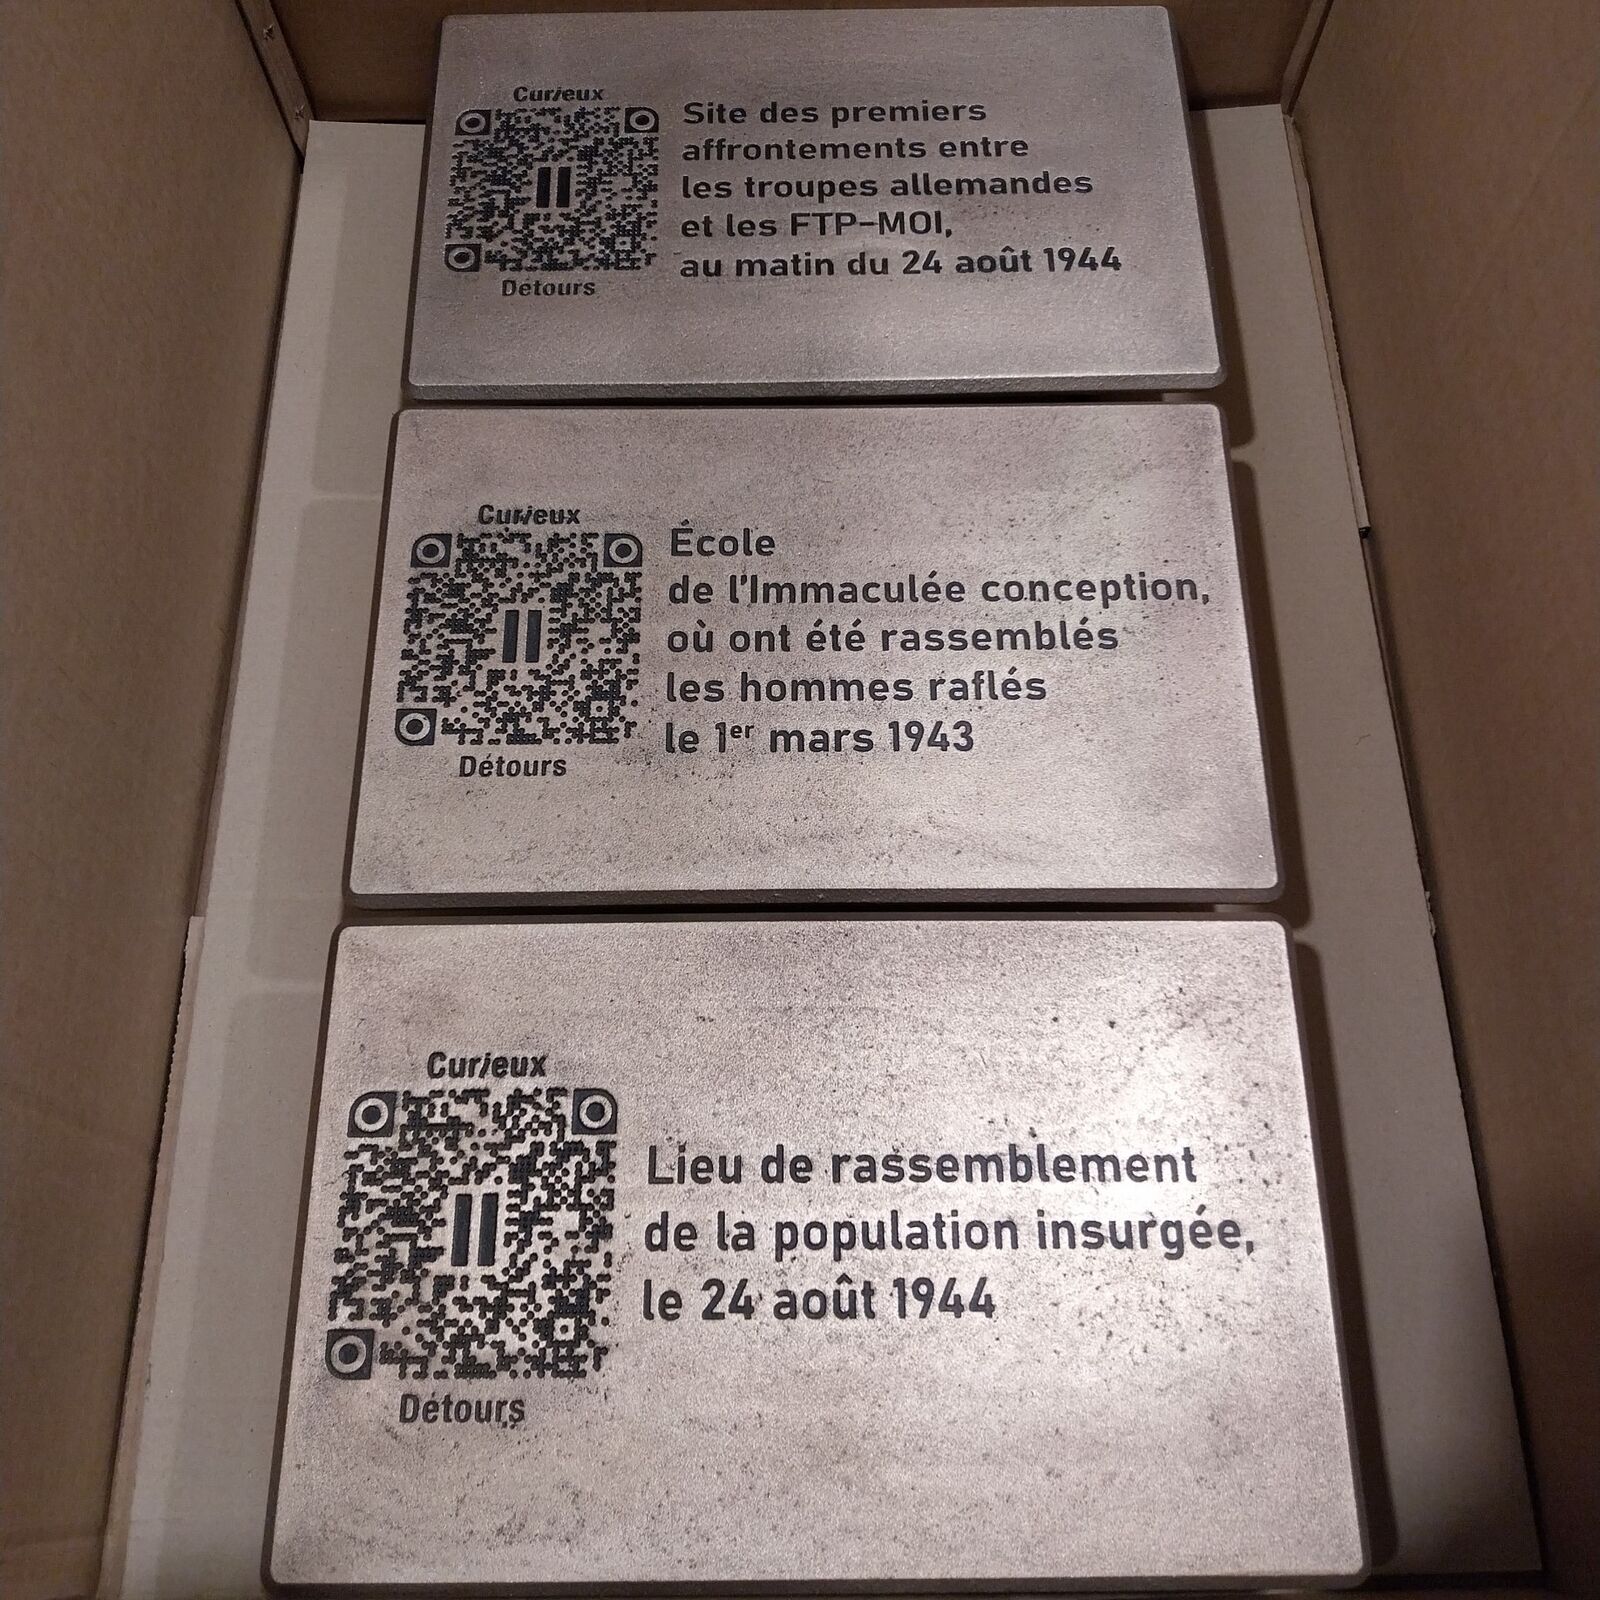 Curieux
Détours
Site des premiers
affrontements entre
les troupes allemandes
et les FTP-MOI,
au matin du 24 août 1944
Curieux
Détours
École
de l'Immaculée conception,
où ont été rassemblés
les hommes raflés
le 1er mars 1943
Curieux
Détours
Lieu de rassemblement
de la population insurgée,
le 24 août 1944